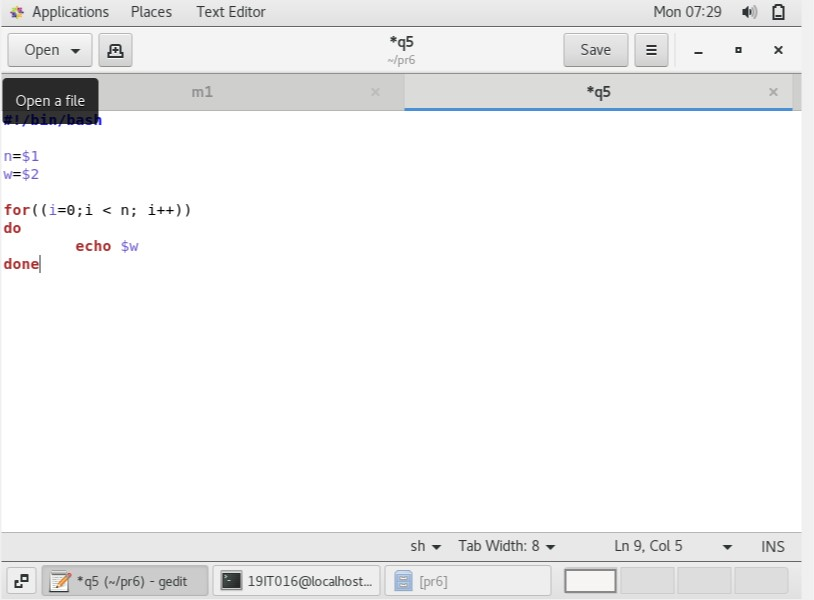 Applications Places Text Editor Mon 07:29
Open *q5 Save
~/pr6
m1 *q5
Open a file
#!/bin/bash
n=$1
w=$2
for((i=0;i < n; i++))
do
echo $w
done
sh Tab Width: 8 Ln 9, Col 5 INS
*q5 (~/pr6) - gedit 19IT016@localhost... [pr6]